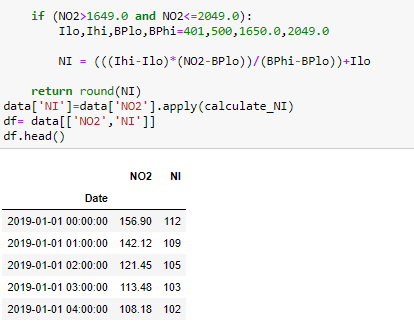 if (NO2>1649.0 and NO2<=2049.0):
Ilo,Ihi,BPlo,BPhi=401,500,1650.0,2049.0
NI = (((Ihi-Ilo)*(NO2-BPlo))/(BPhi-BPlo))+Ilo
return round(NI)
data['NI']=data['NO2'].apply(calculate_NI)
df= data[['NO2','NI']]
df.head()
NO2 NI
Date
2019-01-01 00:00:00 156.90 112
2019-01-01 01:00:00 142.12 109
2019-01-01 02:00:00 121.45 105
2019-01-01 03:00:00 113.48 103
2019-01-01 04:00:00 108.18 102